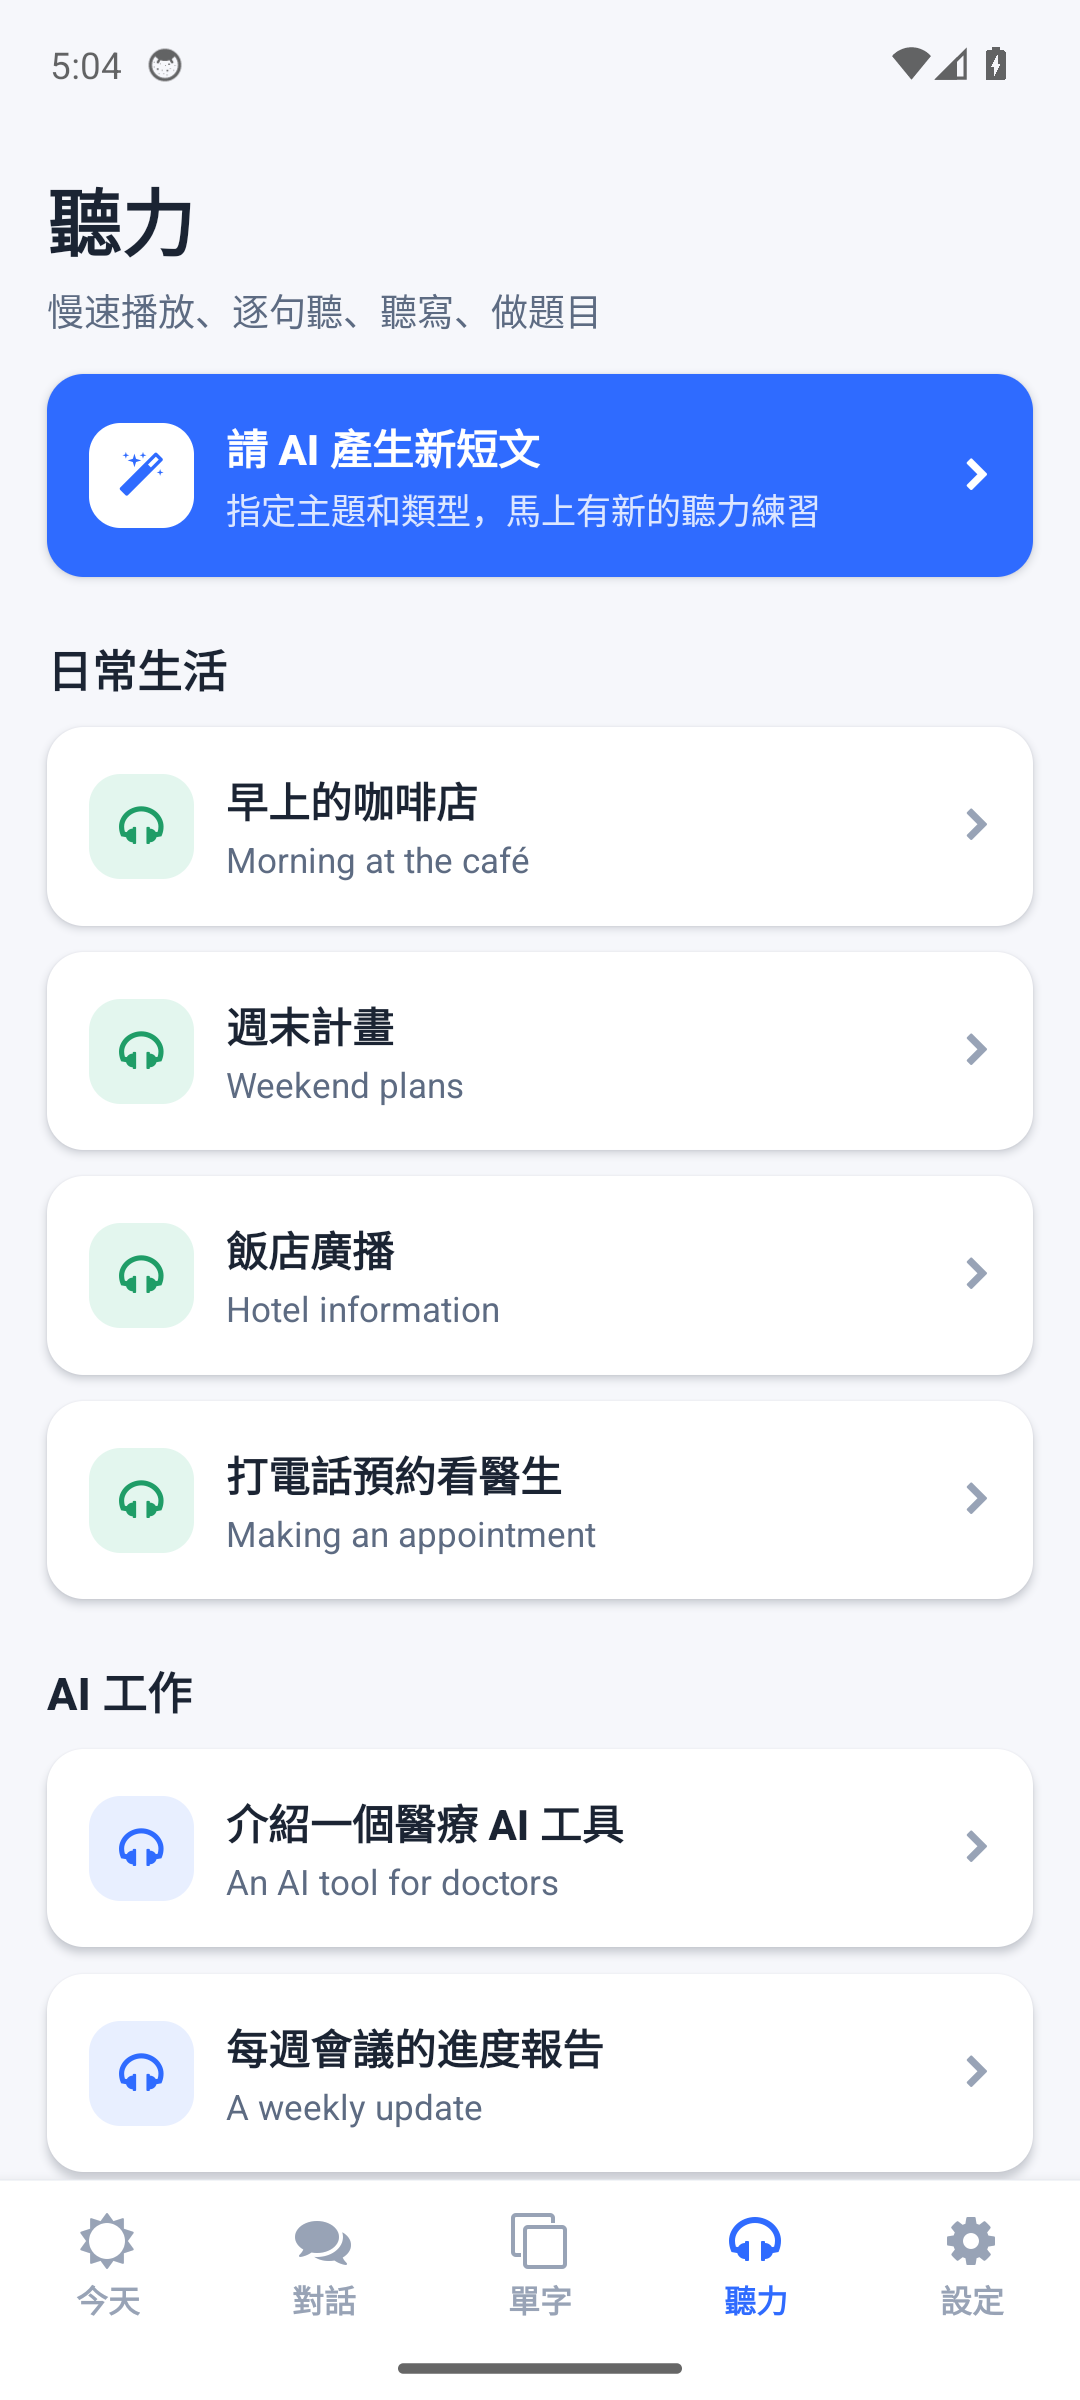 5:04
聽力
慢速播放、逐句聽、聽寫、做題目
請 AI 產生新短文
指定主題和類型，馬上有新的聽力練習
日常生活
早上的咖啡店
Morning at the café
週末計畫
Weekend plans
飯店廣播
Hotel information
打電話預約看醫生
Making an appointment
AI 工作
介紹一個醫療 AI 工具
An AI tool for doctors
每週會議的進度報告
A weekly update
今天
對話
單字
聽力
設定